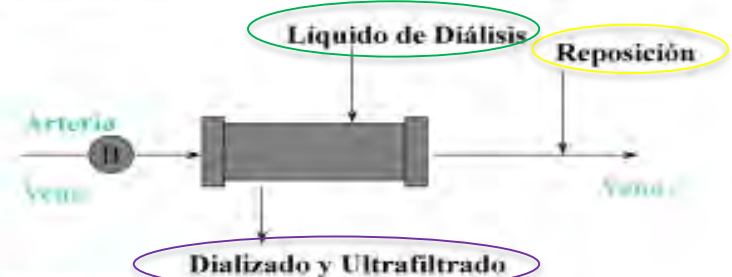 Líquido de Diálisis
Reposición
Arteria
Vena
Vena
Dializado y Ultrafiltrado